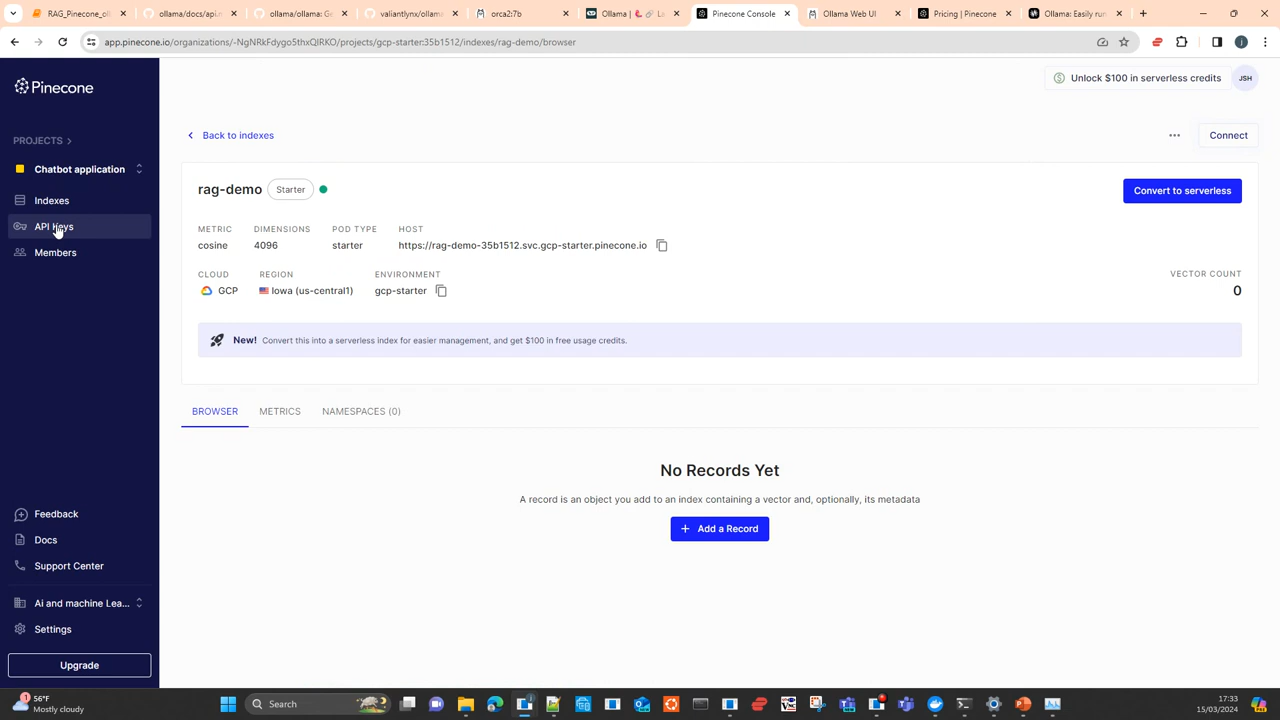 RAG_Pinecone_oll
ollama/docs/api.m
ollama/ollama: Ge
valiantlynx/ollam
orca2:7b
Ollama |
Li
Pinecone Console
Ollama Web UI
Pricing | Pinecone
Ollama: Easily run
app.pinecone.io/organizations/-NgNRkFdygo5thxQIRKO/projects/gcp-starter:35b1512/indexes/rag-demo/browser
Pinecone
Unlock $100 in serverless credits
JSH
PROJECTS
Back to indexes
Connect
Chatbot application
rag-demo
Starter
Convert to serverless
Indexes
API Keys
Members
METRIC
DIMENSIONS
POD TYPE
HOST
cosine
4096
starter
https://rag-demo-35b1512.svc.gcp-starter.pinecone.io
CLOUD
REGION
ENVIRONMENT
VECTOR COUNT
GCP
Iowa (us-central1)
gcp-starter
0
New! Convert this into a serverless index for easier management, and get $100 in free usage credits.
BROWSER
METRICS
NAMESPACES (0)
No Records Yet
A record is an object you add to an index containing a vector and, optionally, its metadata
+ Add a Record
Feedback
Docs
Support Center
Ai and machine Lea...
Settings
Upgrade
1
56°F
Mostly cloudy
Search
17:33
15/03/2024